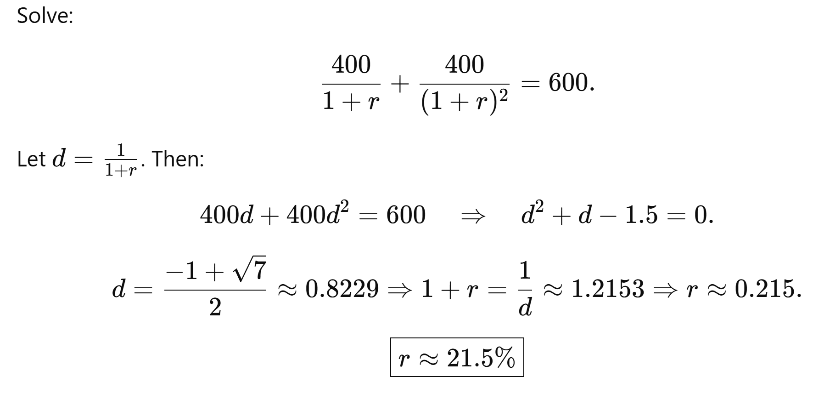 Solve:
$$\frac{400}{1+r} + \frac{400}{(1+r)^2} = 600.$$
Let $d = \frac{1}{1+r}$. Then:
$$400d + 400d^2 = 600 \quad \Rightarrow \quad d^2 + d - 1.5 = 0.$$
$$d = \frac{-1 + \sqrt{7}}{2} \approx 0.8229 \Rightarrow 1 + r = \frac{1}{d} \approx 1.2153 \Rightarrow r \approx 0.215.$$
$$\boxed{r \approx 21.5\%}$$